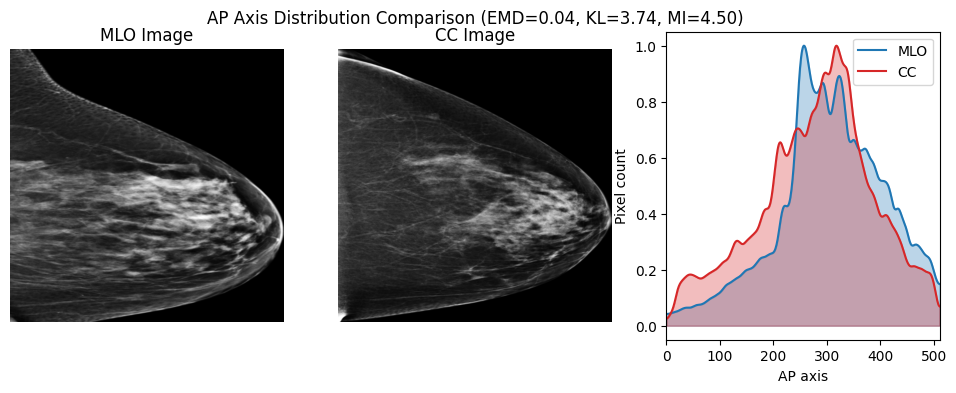 AP Axis Distribution Comparison (EMD=0.04, KL=3.74, MI=4.50)
MLO Image
CC Image
MLO
CC
Pixel count
1.0
0.8
0.6
0.4
0.2
0.0
0 100 200 300 400 500
AP axis